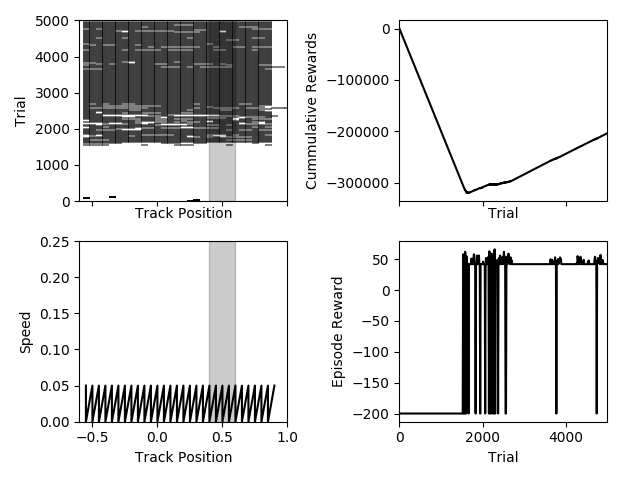 5000
4000
3000
2000
1000
0
Trial
Track Position
0
−100000
−200000
−300000
Cummulative Rewards
Trial
0.25
0.20
0.15
0.10
0.05
0.00
Speed
−0.5 0.0 0.5 1.0
Track Position
50
0
−50
−100
−150
−200
Episode Reward
0 2000 4000
Trial